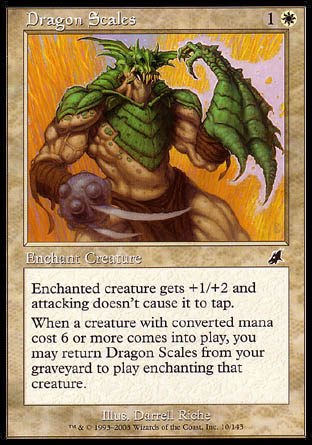 Dragon Scales 1
Enchant Creature
Enchanted creature gets +1/+2 and
attacking doesn't cause it to tap.
When a creature with converted mana
cost 6 or more comes into play, you
may return Dragon Scales from your
graveyard to play enchanting that
creature.
Illus. Darrell Riche
™ & © 1993-2003 Wizards of the Coast, Inc. 10/143